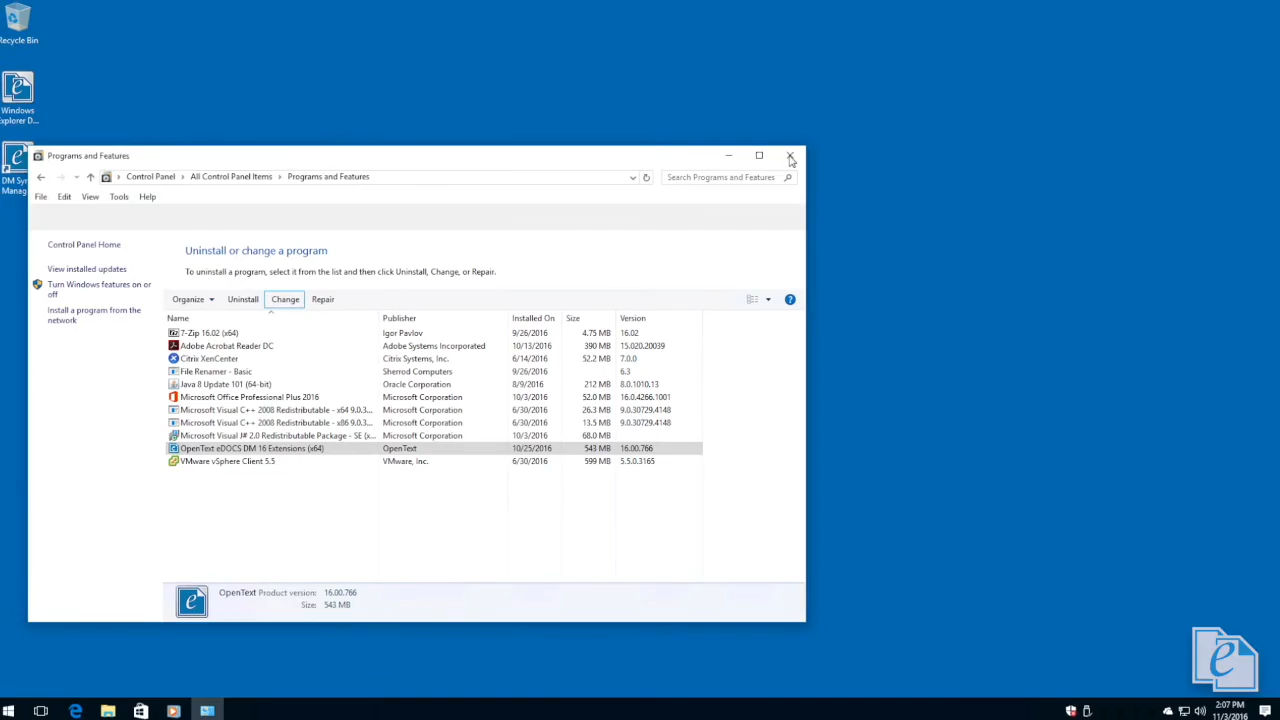 Recycle Bin
Windows
Explorer D...
DM Syn
Manag
Programs and Features
Control Panel > All Control Panel Items > Programs and Features
Search Programs and Features
File Edit View Tools Help
Control Panel Home
View installed updates
Turn Windows features on or
off
Install a program from the
network
Uninstall or change a program
To uninstall a program, select it from the list and then click Uninstall, Change, or Repair.
Organize Uninstall Change Repair
Name Publisher Installed On Size Version
7-Zip 16.02 (x64) Igor Pavlov 9/26/2016 4.75 MB 16.02
Adobe Acrobat Reader DC Adobe Systems Incorporated 10/13/2016 390 MB 15.020.20039
Citrix XenCenter Citrix Systems, Inc. 6/14/2016 52.2 MB 7.0.0
File Renamer - Basic Sherrod Computers 6.3
Java 8 Update 101 (64-bit) Oracle Corporation 8/9/2016 212 MB 8.0.1010.13
Microsoft Office Professional Plus 2016 Microsoft Corporation 10/3/2016 52.0 MB 16.0.4266.1001
Microsoft Visual C++ 2008 Redistributable - x64 9.0.3... Microsoft Corporation 6/30/2016 26.3 MB 9.0.30729.4148
Microsoft Visual C++ 2008 Redistributable - x86 9.0.3... Microsoft Corporation 6/30/2016 13.5 MB 9.0.30729.4148
Microsoft Visual J# 2.0 Redistributable Package - SE (x... Microsoft Corporation 10/3/2016 68.0 MB
OpenText eDOCS DM 16 Extensions (x64) OpenText 10/25/2016 543 MB 16.00.766
VMware vSphere Client 5.5 VMware, Inc. 6/30/2016 599 MB 5.5.0.3165
OpenText Product version: 16.00.766
Size: 543 MB
2:07 PM
11/3/2016